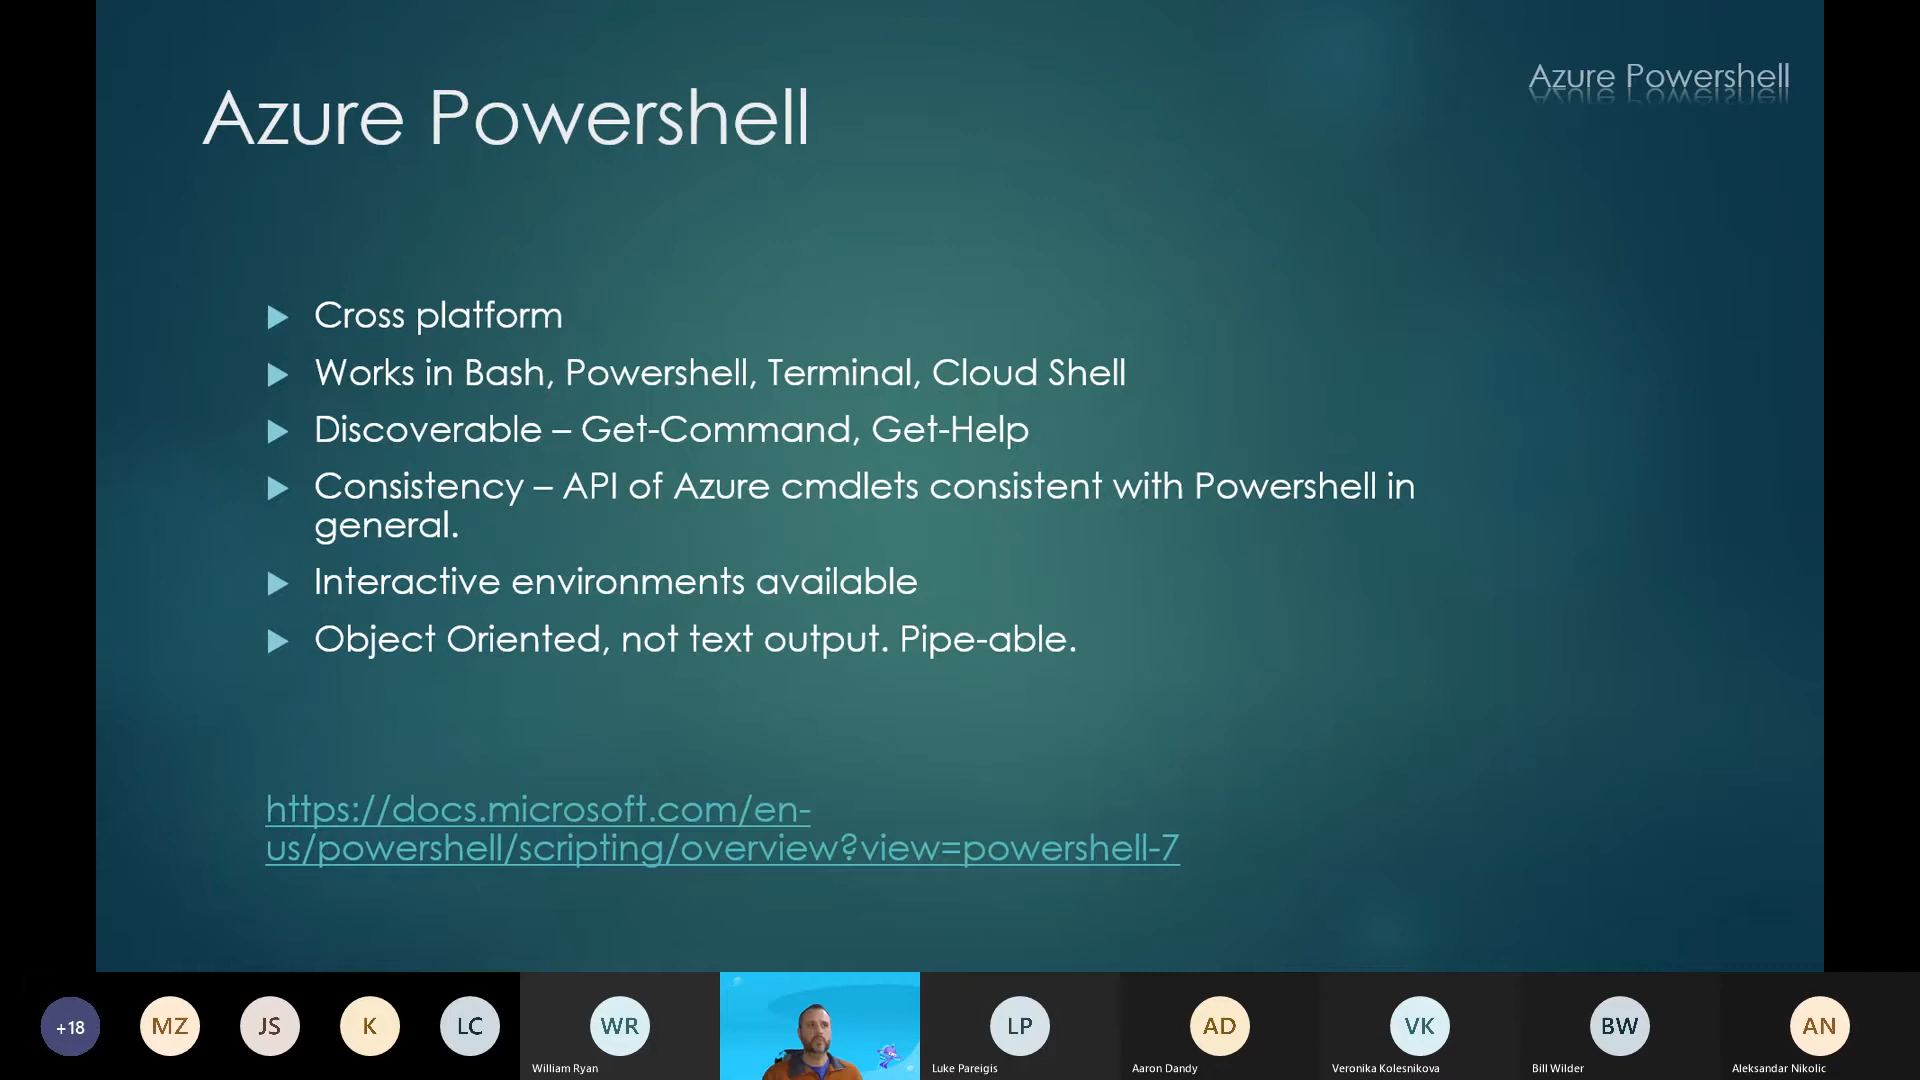 Azure Powershell
Azure Powershell
Cross platform
Works in Bash, Powershell, Terminal, Cloud Shell
Discoverable – Get-Command, Get-Help
Consistency – API of Azure cmdlets consistent with Powershell in
general.
Interactive environments available
Object Oriented, not text output. Pipe-able.
https://docs.microsoft.com/en-
us/powershell/scripting/overview?view=powershell-7
+18
MZ
JS
K
LC
WR
William Ryan
LP
Luke Pareigis
AD
Aaron Dandy
VK
Veronika Kolesnikova
BW
Bill Wilder
AN
Aleksandar Nikolic